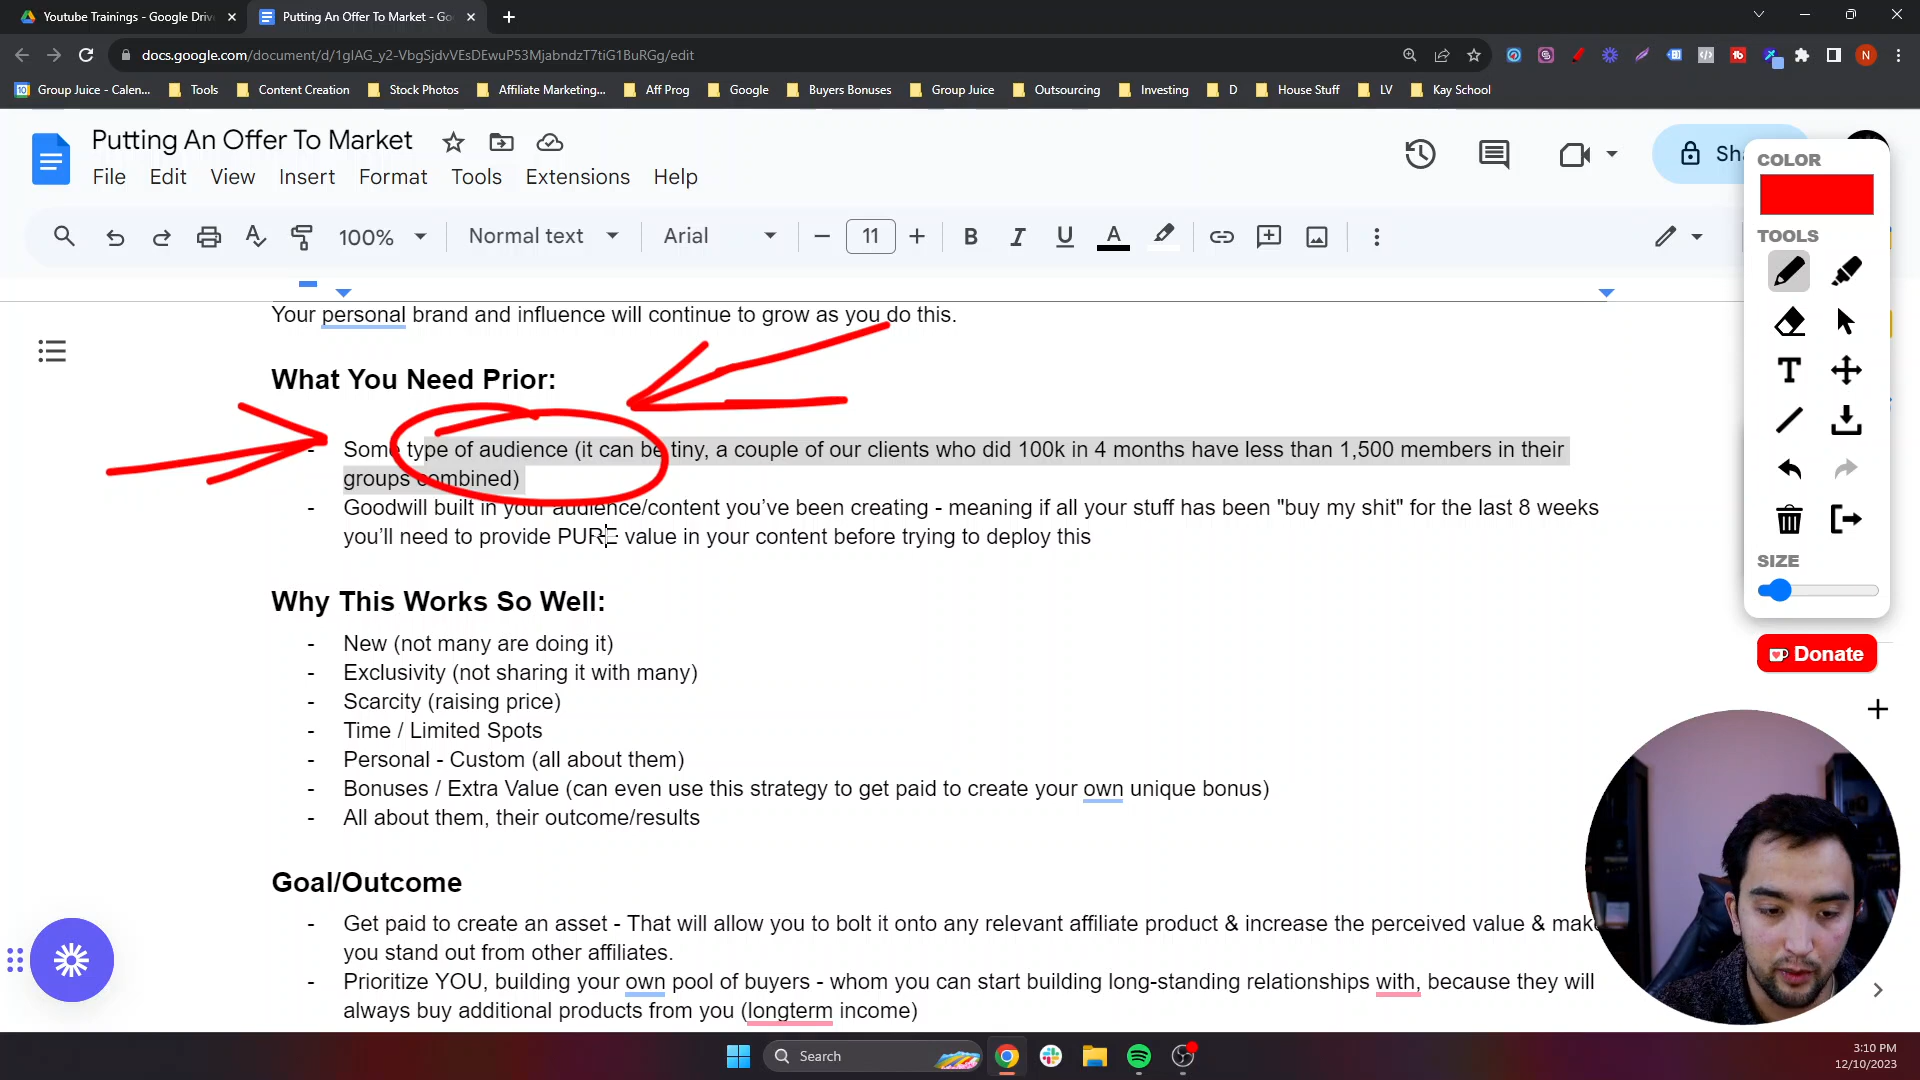 Youtube Trainings - Google Driv
Putting An Offer To Market - Go
docs.google.com/document/d/1glAG_y2-VbgSjdvVEsDEwuP53MjabndzT7tiG1BuRGg/edit
Group Juice - Calen...
Tools
Content Creation
Stock Photos
Affiliate Marketing...
Aff Prog
Google
Buyers Bonuses
Group Juice
Outsourcing
Investing
D
House Stuff
LV
Kay School
Putting An Offer To Market
Sha
File Edit View Insert Format Tools Extensions Help
100% Normal text Arial 11
COLOR
TOOLS
SIZE
Donate
Your personal brand and influence will continue to grow as you do this.
What You Need Prior:
- Some type of audience (it can be tiny, a couple of our clients who did 100k in 4 months have less than 1,500 members in their
groups combined)
- Goodwill built in your audience/content you’ve been creating - meaning if all your stuff has been "buy my shit" for the last 8 weeks
you’ll need to provide PURE value in your content before trying to deploy this
Why This Works So Well:
- New (not many are doing it)
- Exclusivity (not sharing it with many)
- Scarcity (raising price)
- Time / Limited Spots
- Personal - Custom (all about them)
- Bonuses / Extra Value (can even use this strategy to get paid to create your own unique bonus)
- All about them, their outcome/results
Goal/Outcome
- Get paid to create an asset - That will allow you to bolt it onto any relevant affiliate product & increase the perceived value & make
you stand out from other affiliates.
- Prioritize YOU, building your own pool of buyers - whom you can start building long-standing relationships with, because they will
always buy additional products from you (longterm income)
Search
3:10 PM
12/10/2023